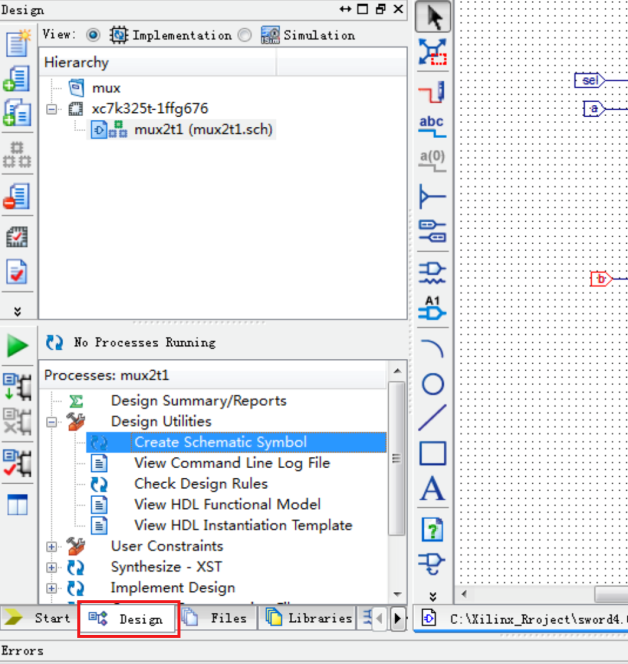 Design
View: Implementation Simulation
Hierarchy
mux
xc7k325t-1ffg676
mux2t1 (mux2t1.sch)
No Processes Running
Processes: mux2t1
Design Summary/Reports
Design Utilities
Create Schematic Symbol
View Command Line Log File
Check Design Rules
View HDL Functional Model
View HDL Instantiation Template
User Constraints
Synthesize - XST
Implement Design
Start Design Files Libraries
Errors
abc
a(0)
A1
A
sel
a
b
C:\Xilinx_Rroject\sword4.